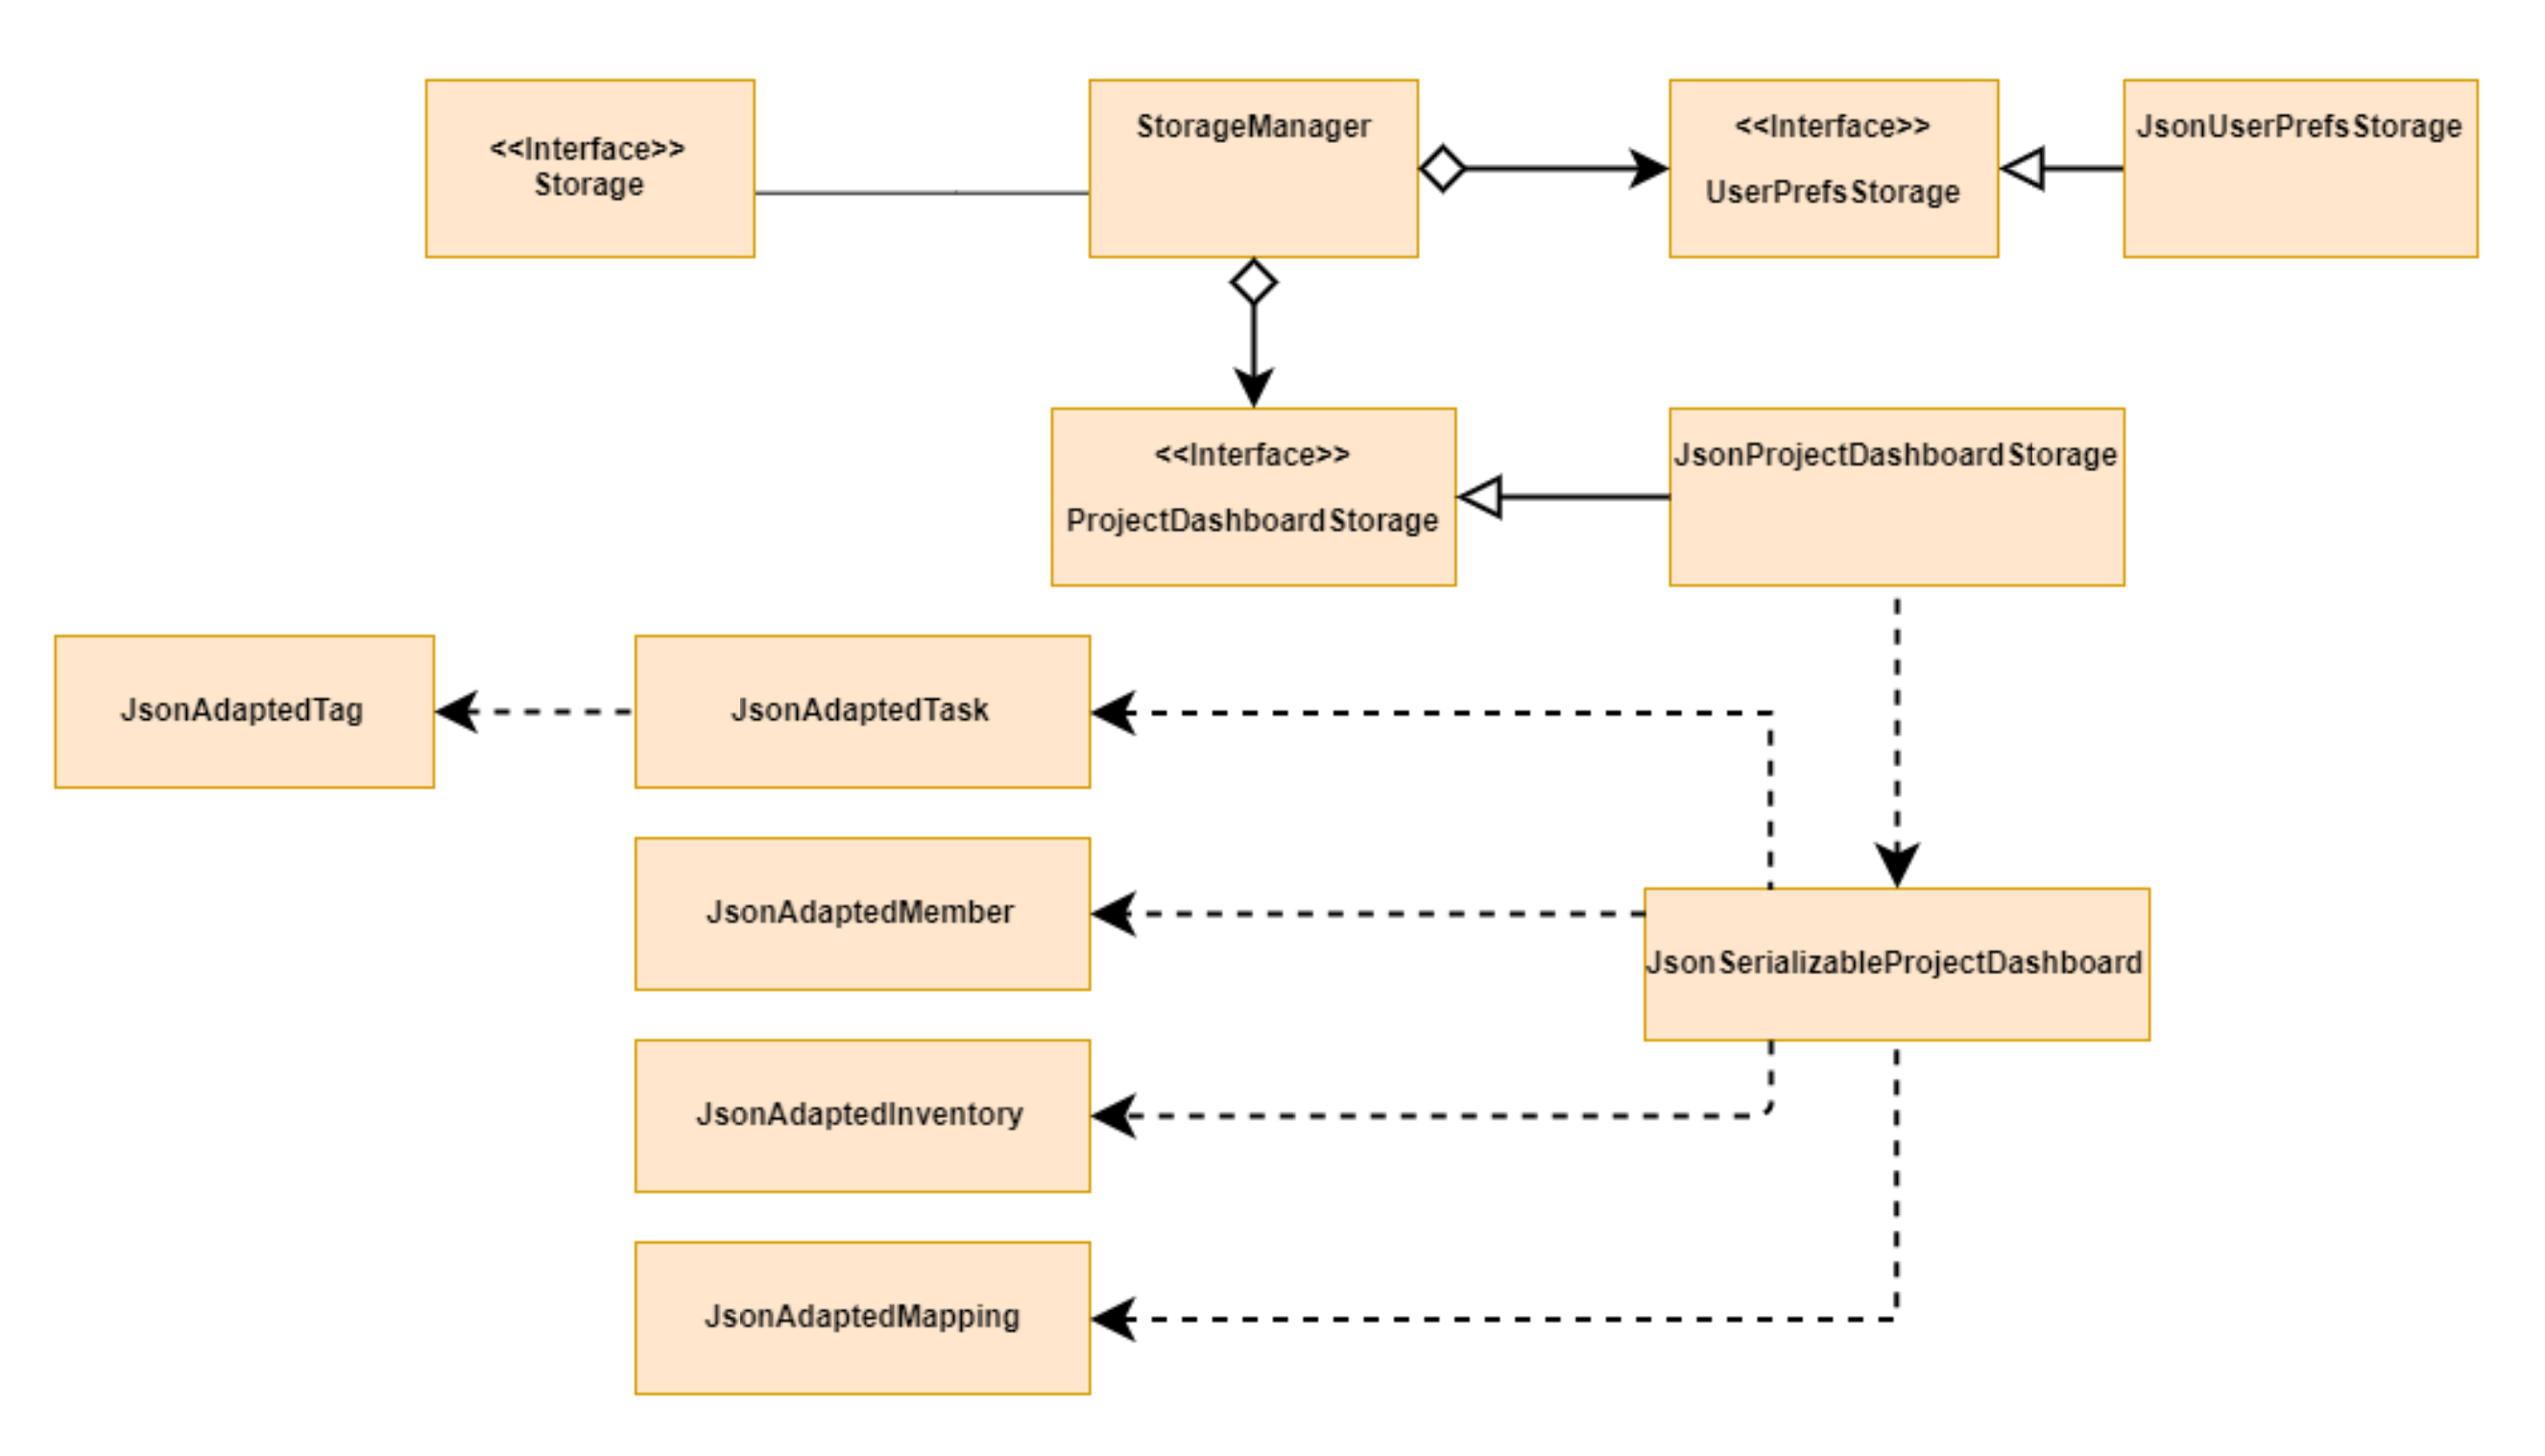 <<Interface>>
Storage
StorageManager
<<Interface>>
UserPrefsStorage
JsonUserPrefsStorage
<<Interface>>
ProjectDashboardStorage
JsonProjectDashboardStorage
JsonAdaptedTag
JsonAdaptedTask
JsonAdaptedMember
JsonSerializableProjectDashboard
JsonAdaptedInventory
JsonAdaptedMapping